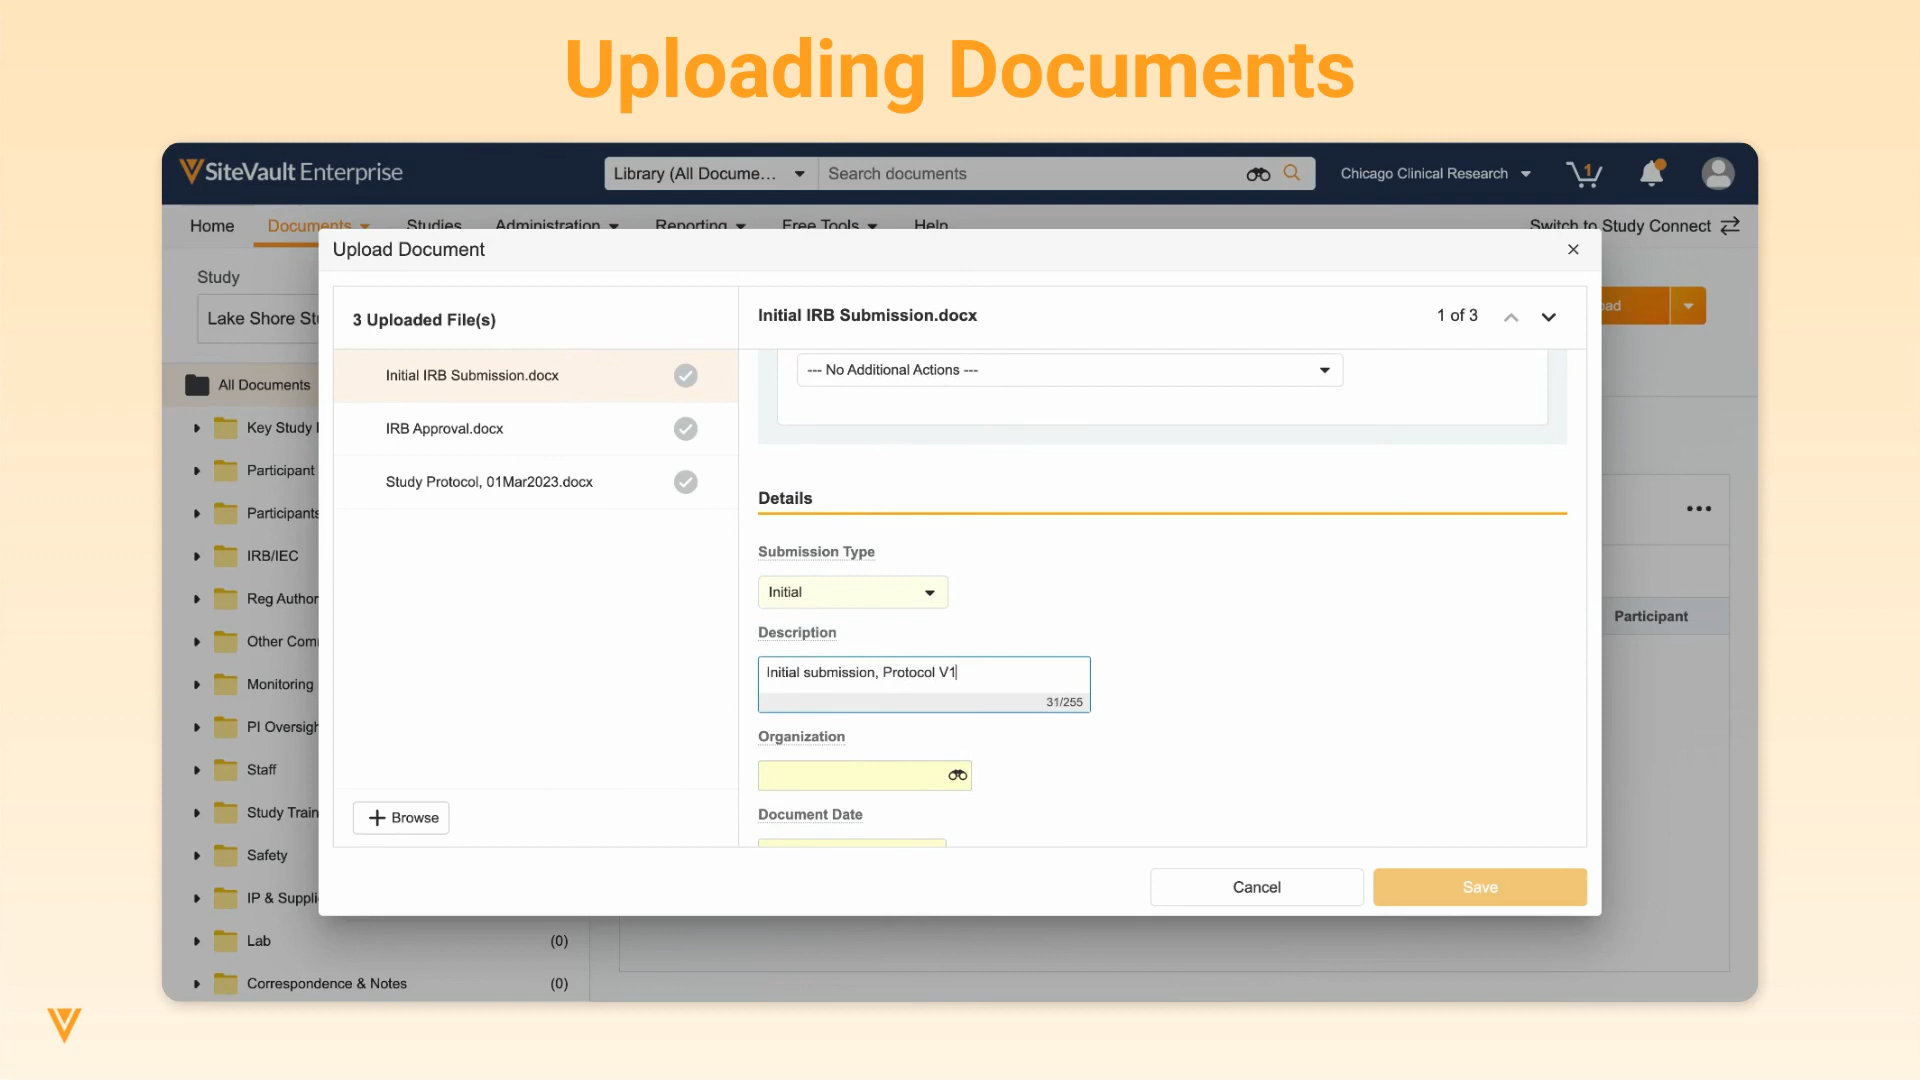 Uploading Documents
SiteVault Enterprise
Library (All Docume...
Search documents
Chicago Clinical Research
1
Home
Documents
Studies
Administration
Reporting
Free Tools
Help
Switch to Study Connect
Study
Lake Shore St
All Documents
Key Study
Participant
Participants
IRB/IEC
Reg Author
Other Com
Monitoring
PI Oversigh
Staff
Study Train
Safety
IP & Suppli
Lab
(0)
Correspondence & Notes
(0)
Upload Document
3 Uploaded File(s)
Initial IRB Submission.docx
IRB Approval.docx
Study Protocol, 01Mar2023.docx
Browse
Initial IRB Submission.docx
1 of 3
--- No Additional Actions ---
Details
Submission Type
Initial
Description
Initial submission, Protocol V1
31/255
Organization
Document Date
Cancel
Save
oad
Participant